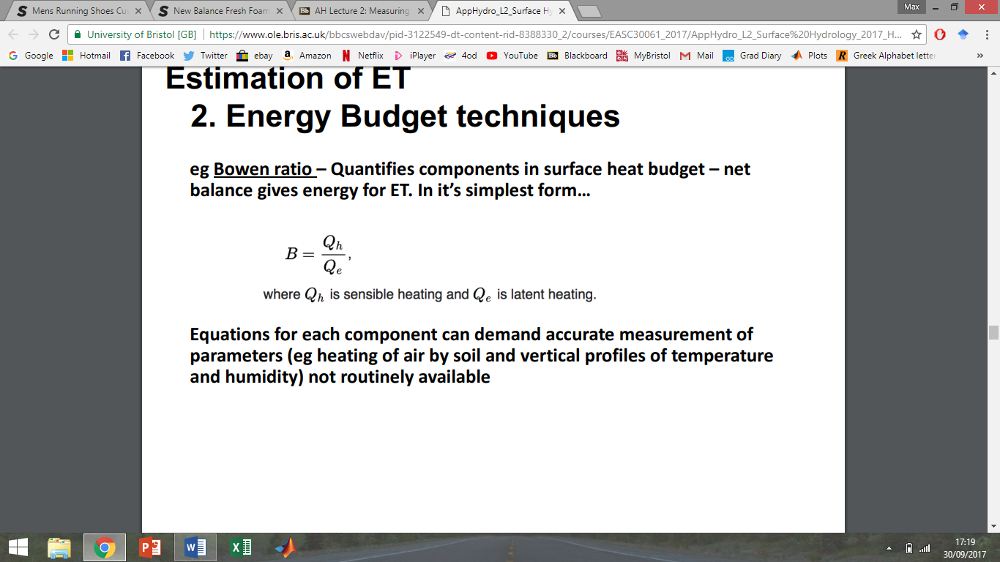 Mens Running Shoes Cus
New Balance Fresh Foam
Bb AH Lecture 2: Measuring
AppHydro_L2_Surface Hy
Max
University of Bristol [GB] | https://www.ole.bris.ac.uk/bbcswebdav/pid-3122549-dt-content-rid-8388330_2/courses/EASC30061_2017/AppHydro_L2_Surface%20Hydrology_2017_H...
Google Hotmail Facebook Twitter ebay Amazon Netflix iPlayer 4od YouTube Blackboard MyBristol Mail Grad Diary Plots Greek Alphabet letter »
Estimation of ET
2. Energy Budget techniques
eg Bowen ratio – Quantifies components in surface heat budget – net
balance gives energy for ET. In it’s simplest form...
B = Qh / Qe ,
where Qh is sensible heating and Qe is latent heating.
Equations for each component can demand accurate measurement of
parameters (eg heating of air by soil and vertical profiles of temperature
and humidity) not routinely available
17:19
30/09/2017